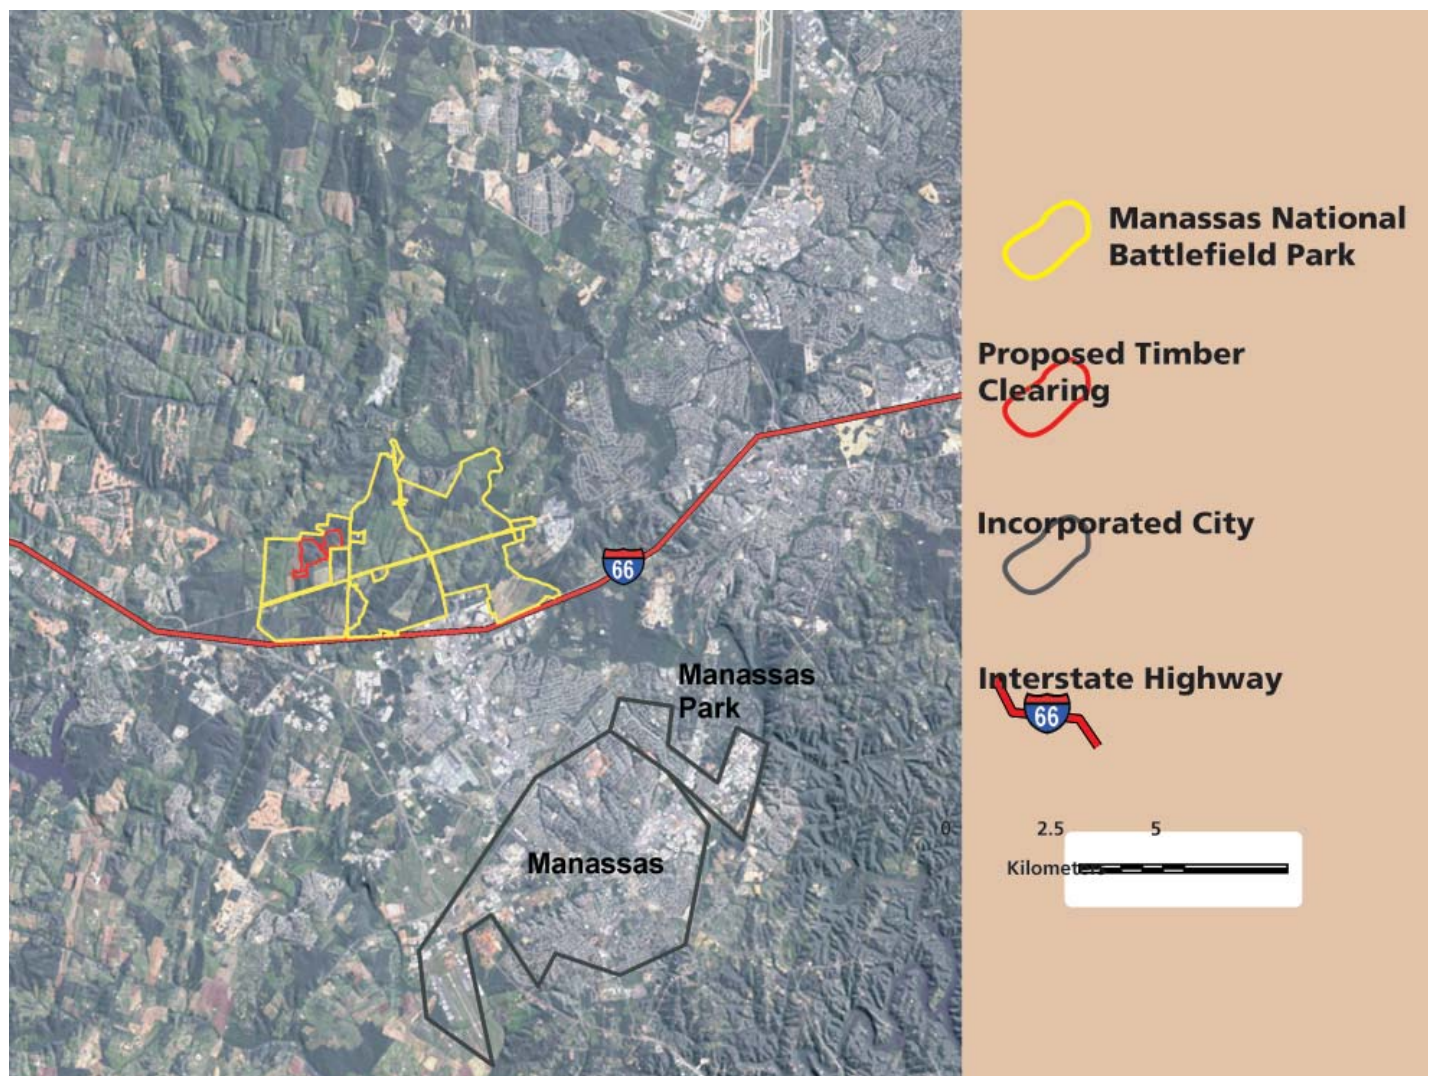 Manassas National
Battlefield Park
Proposed Timber
Clearing
Incorporated City
66
Manassas
Park
Interstate Highway
66
0 2.5 5
Manassas
Kilometers